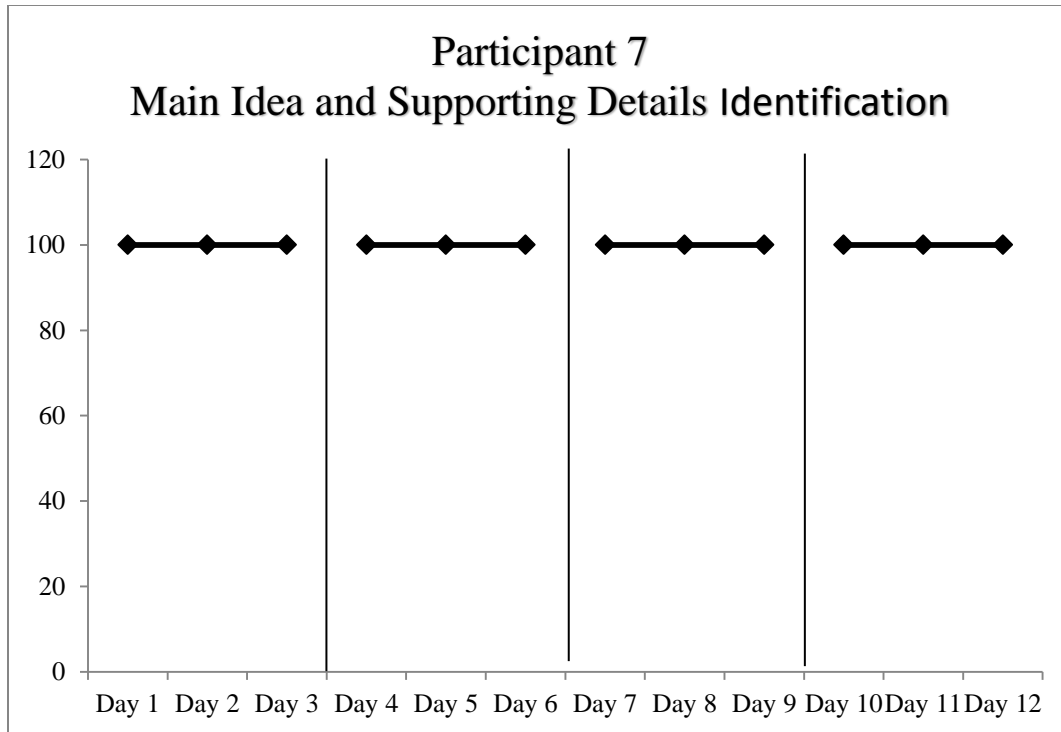 Participant 7
Main Idea and Supporting Details Identification
120
100
80
60
40
20
0
Day 1 Day 2 Day 3 Day 4 Day 5 Day 6 Day 7 Day 8 Day 9 Day 10 Day 11 Day 12